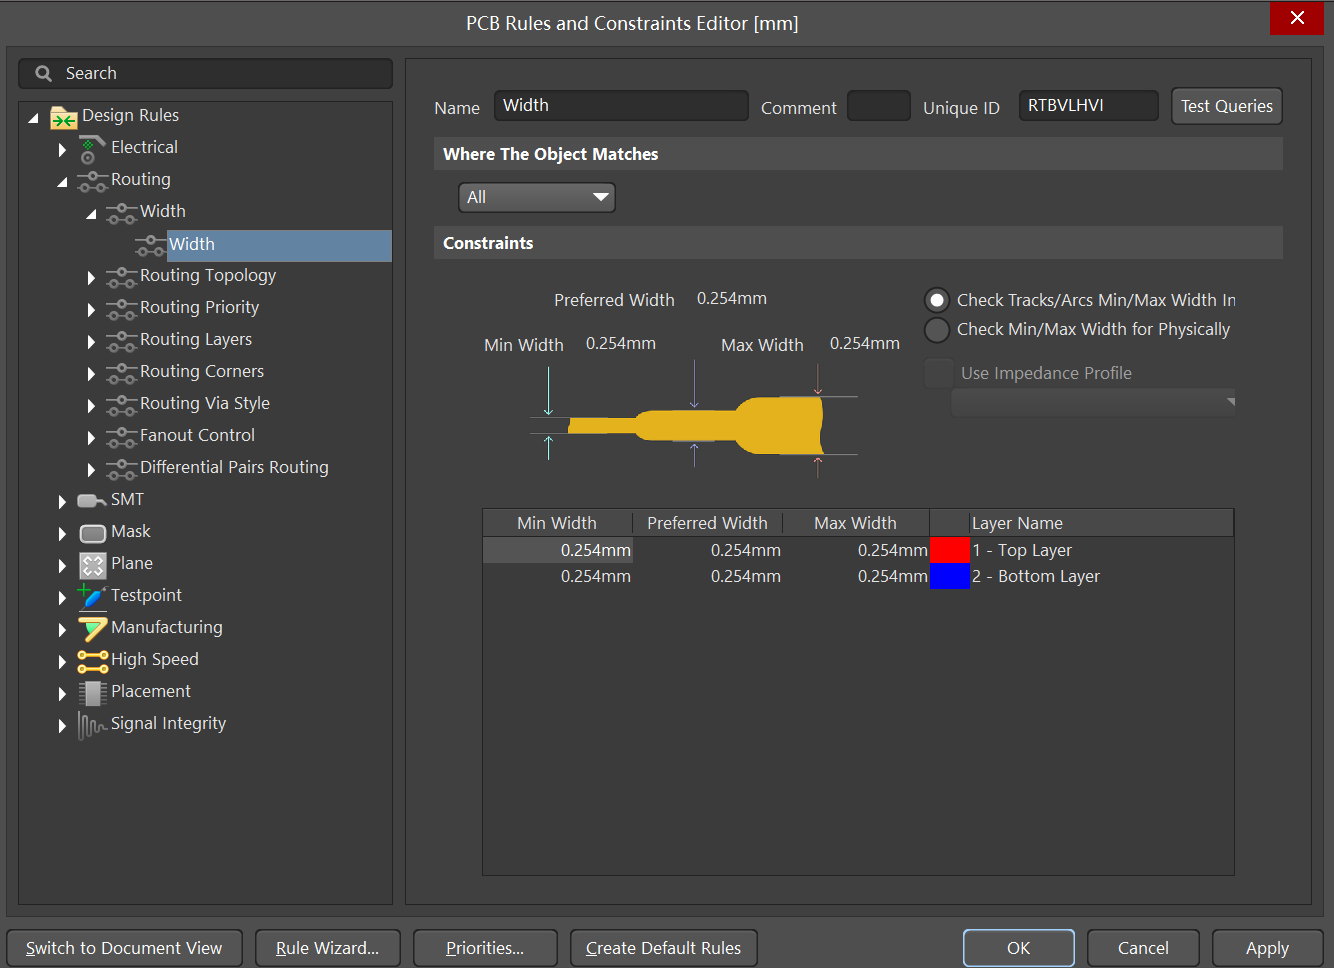 PCB Rules and Constraints Editor [mm]
Search
Design Rules
Electrical
Routing
Width
Width
Routing Topology
Routing Priority
Routing Layers
Routing Corners
Routing Via Style
Fanout Control
Differential Pairs Routing
SMT
Mask
Plane
Testpoint
Manufacturing
High Speed
Placement
Signal Integrity
Name Width Comment Unique ID RTBVLHVI Test Queries
Where The Object Matches
All
Constraints
Preferred Width 0.254mm
Min Width 0.254mm Max Width 0.254mm
Check Tracks/Arcs Min/Max Width In
Check Min/Max Width for Physically
Use Impedance Profile
Min Width Preferred Width Max Width Layer Name
0.254mm 0.254mm 0.254mm 1 - Top Layer
0.254mm 0.254mm 0.254mm 2 - Bottom Layer
Switch to Document View Rule Wizard... Priorities... Create Default Rules OK Cancel Apply